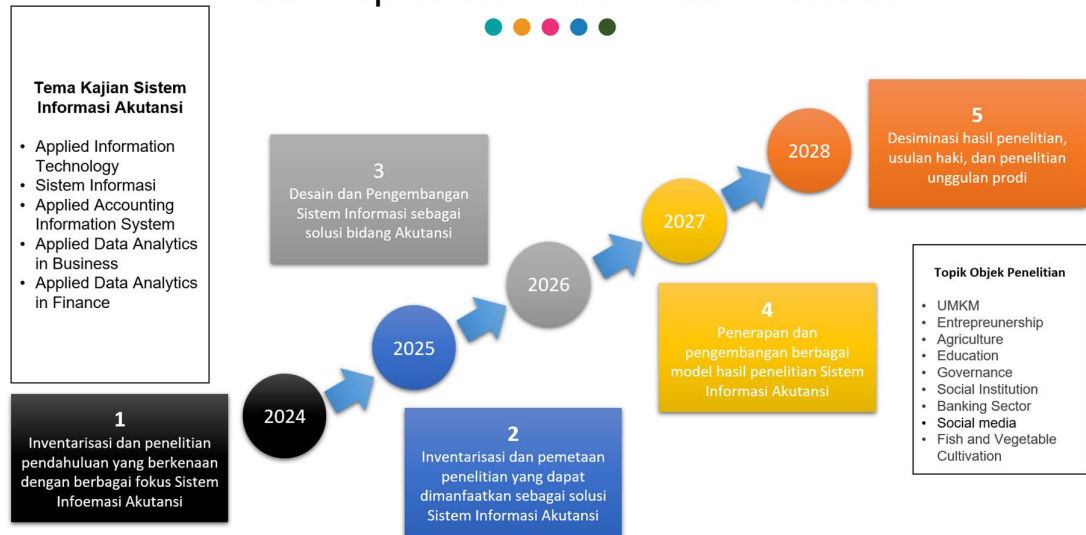 Tema Kajian Sistem
Informasi Akutansi
• Applied Information
Technology
• Sistem Informasi
• Applied Accounting
Information System
• Applied Data Analytics
in Business
• Applied Data Analytics
in Finance
1
Inventarisasi dan penelitian
pendahuluan yang berkenaan
dengan berbagai fokus Sistem
Infoemasi Akutansi
2024
2025
2
Inventarisasi dan pemetaan
penelitian yang dapat
dimanfaatkan sebagai solusi
Sistem Informasi Akutansi
3
Desain dan Pengembangan
Sistem Informasi sebagai
solusi bidang Akutansi
2026
2027
4
Penerapan dan
pengembangan berbagai
model hasil penelitian Sistem
Informasi Akutansi
2028
5
Desiminasi hasil penelitian,
usulan haki, dan penelitian
unggulan prodi
Topik Objek Penelitian
• UMKM
• Entrepreunership
• Agriculture
• Education
• Governance
• Social Institution
• Banking Sector
• Social media
• Fish and Vegetable
Cultivation